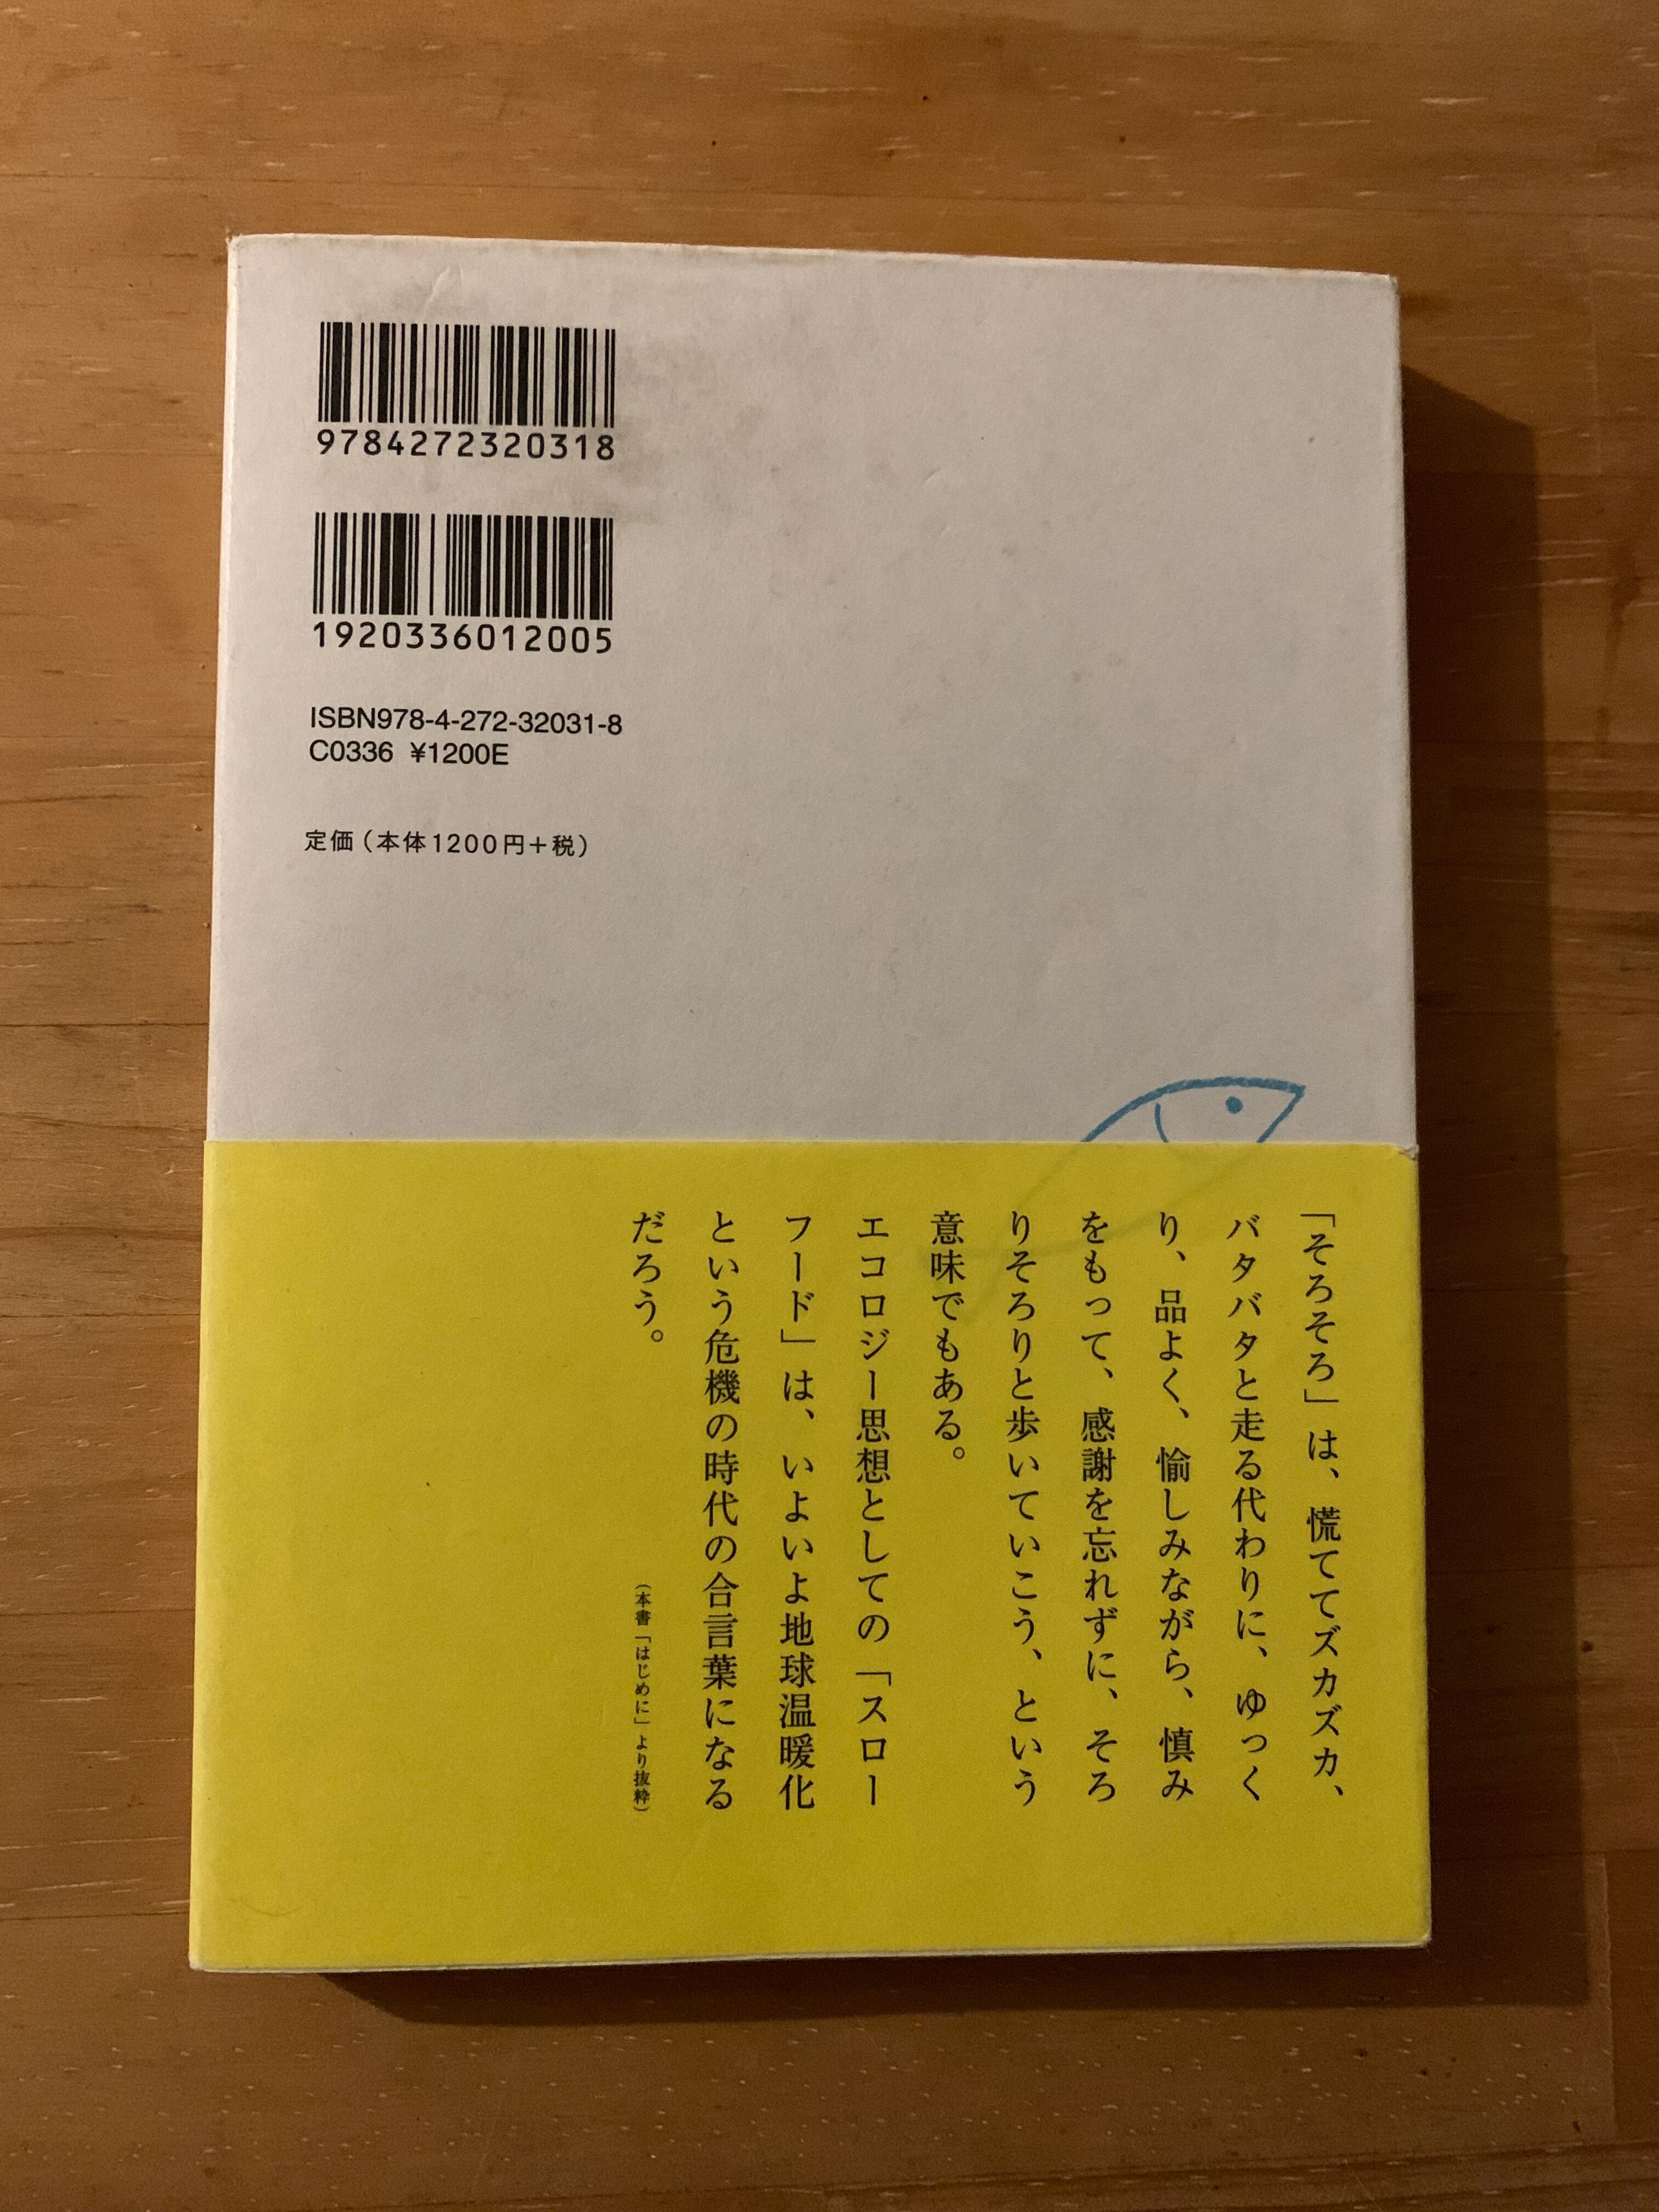 9784272320318
1920336012005
ISBN978-4-272-32031-8
C0336 ¥1200E
定価（本体1200円＋税）
「そろそろ」は、慌ててズカズカ、
バタバタと走る代わりに、ゆっく
り、品よく、愉しみながら、慎み
をもって、感謝を忘れずに、そろ
りそろりと歩いていこう、という
意味でもある。
エコロジー思想としての「スロー
フード」は、いよいよ地球温暖化
という危機の時代の合言葉になる
だろう。
（本書「はじめに」より抜粋）